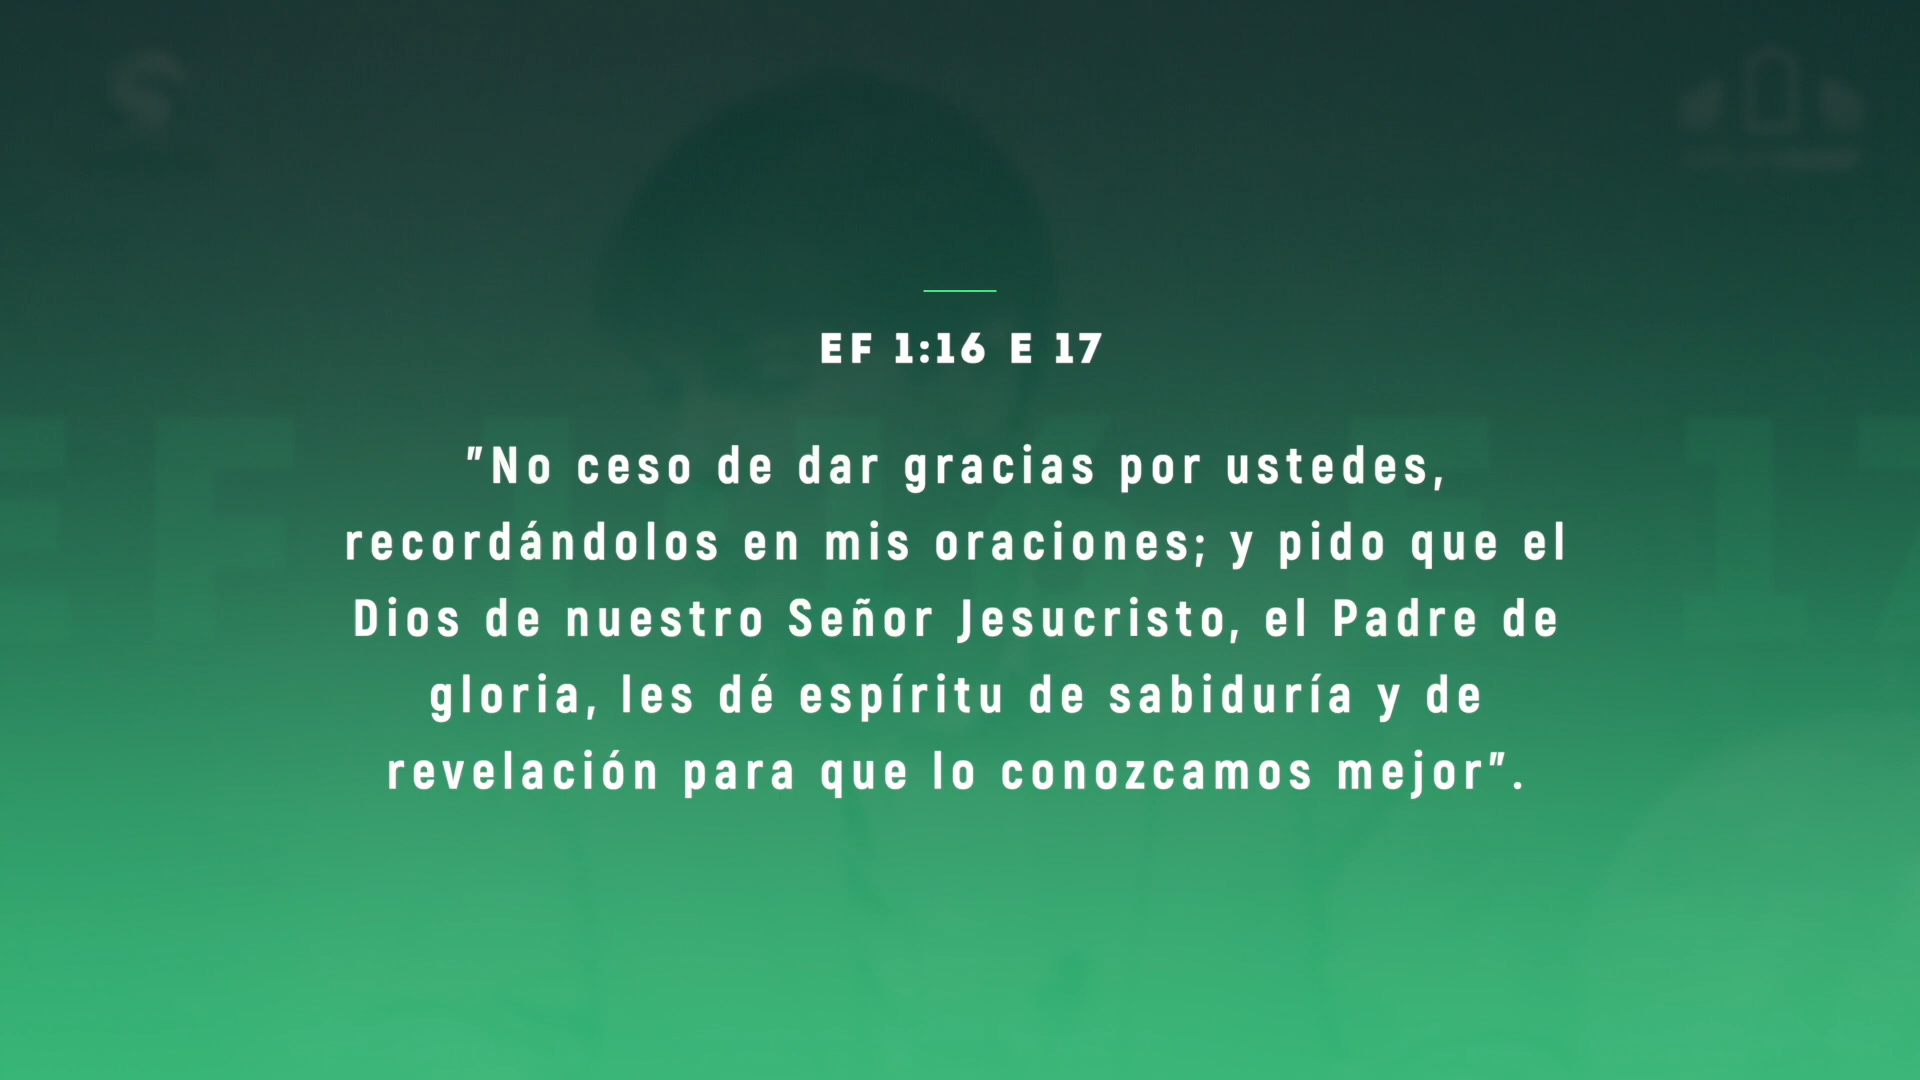 EF 1:16 E 17
"No ceso de dar gracias por ustedes,
recordándolos en mis oraciones; y pido que el
Dios de nuestro Señor Jesucristo, el Padre de
gloria, les dé espíritu de sabiduría y de
revelación para que lo conozcamos mejor".